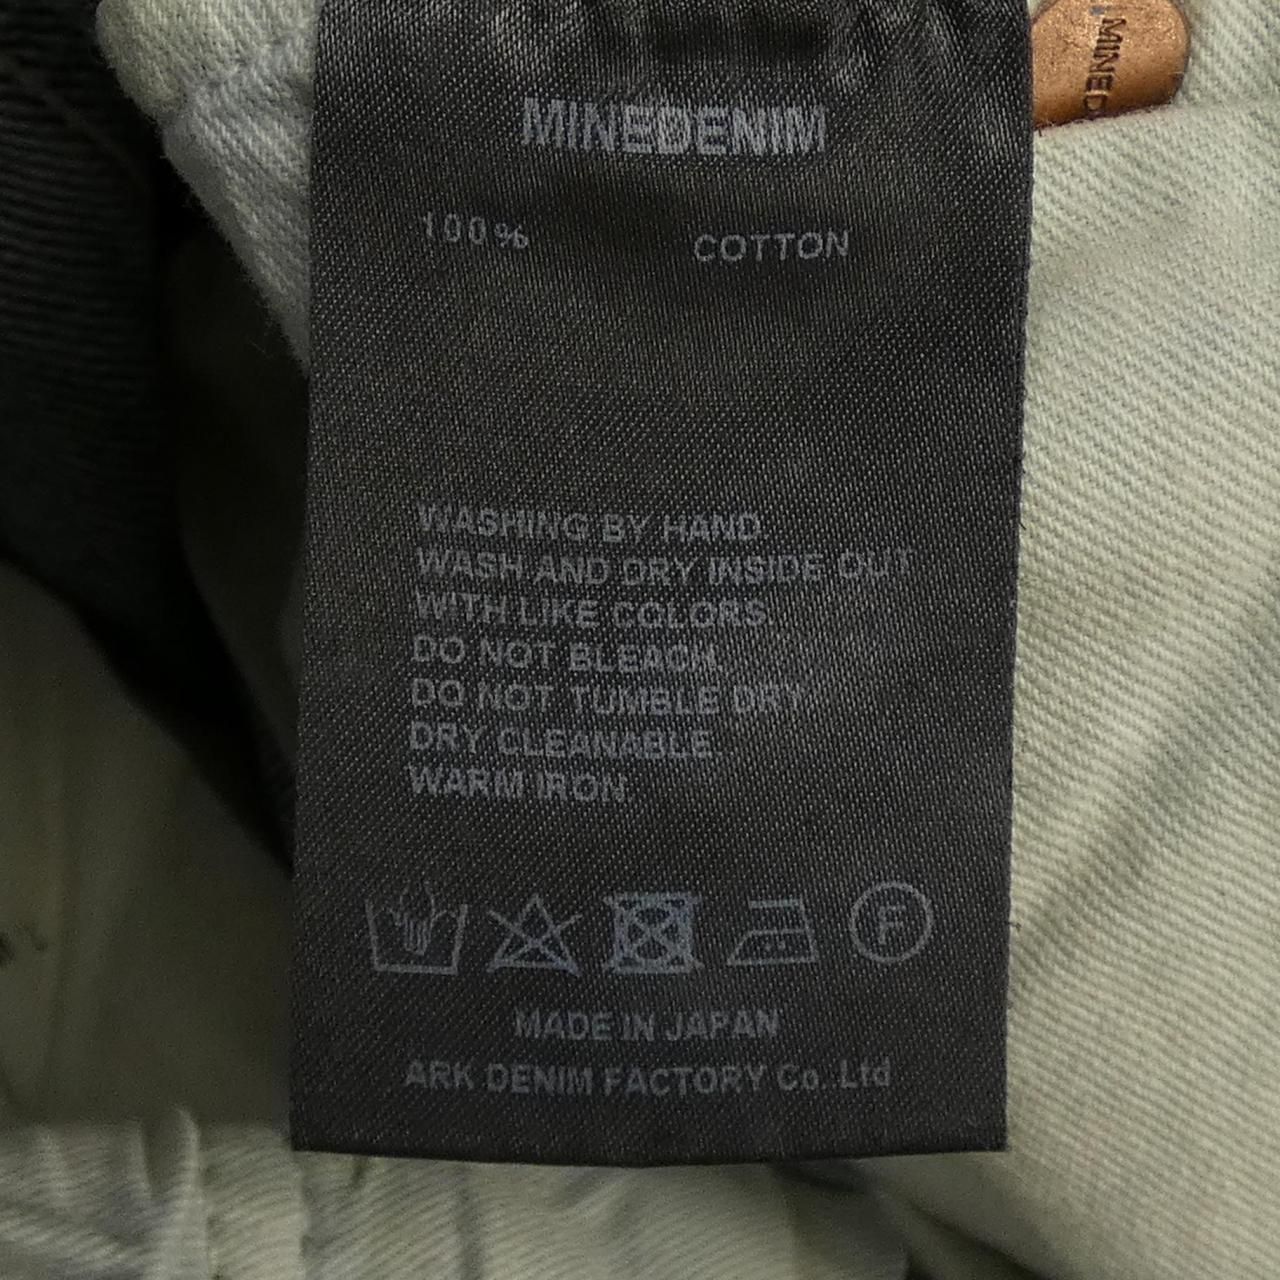 MINED
MINEDENIM
100% COTTON
WASHING BY HAND.
WASH AND DRY INSIDE OUT
WITH LIKE COLORS.
DO NOT BLEACH.
DO NOT TUMBLE DRY
DRY CLEANABLE.
WARM IRON.
F
MADE IN JAPAN
ARK DENIM FACTORY Co. Ltd